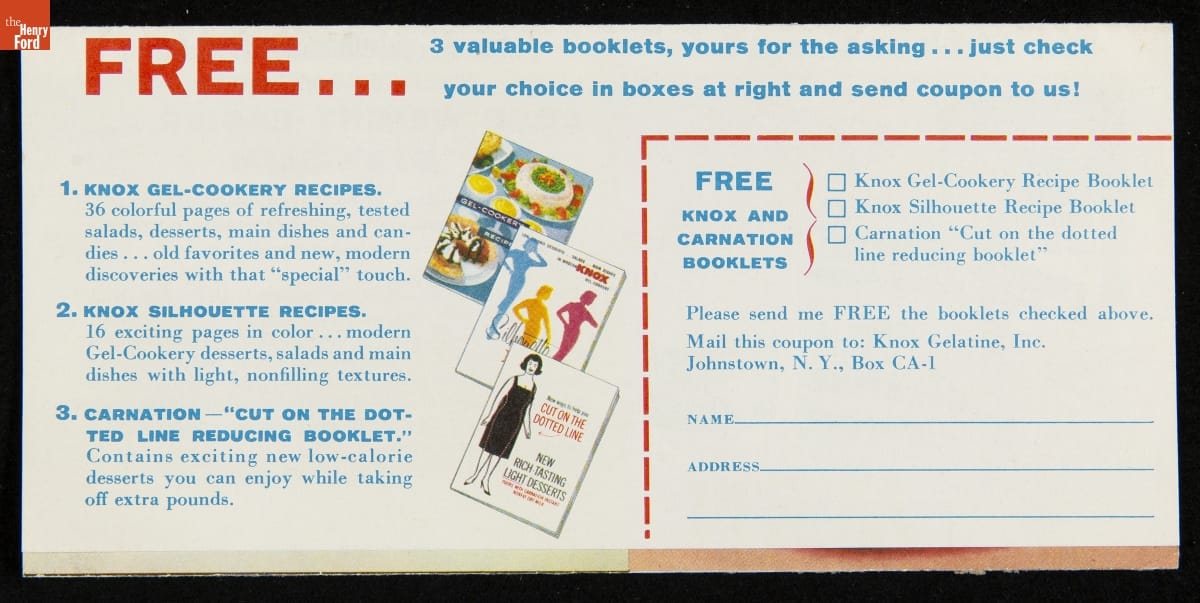 the
Henry
Ford
FREE...
3 valuable booklets, yours for the asking...just check
your choice in boxes at right and send coupon to us!
1. KNOX GEL-COOKERY RECIPES.
36 colorful pages of refreshing, tested
salads, desserts, main dishes and can-
dies...old favorites and new, modern
discoveries with that “special” touch.
2. KNOX SILHOUETTE RECIPES.
16 exciting pages in color...modern
Gel-Cookery desserts, salads and main
dishes with light, nonfilling textures.
3. CARNATION—“CUT ON THE DOT-
TED LINE REDUCING BOOKLET.”
Contains exciting new low-calorie
desserts you can enjoy while taking
off extra pounds.
GEL-COOKERY
RECIPES
KNOX
Silhouette
New ways to help you
CUT ON THE
DOTTED LINE
NEW
RICH-TASTING
LIGHT DESSERTS
FREE
KNOX AND
CARNATION
BOOKLETS
Knox Gel-Cookery Recipe Booklet
Knox Silhouette Recipe Booklet
Carnation “Cut on the dotted
line reducing booklet”
Please send me FREE the booklets checked above.
Mail this coupon to: Knox Gelatine, Inc.
Johnstown, N. Y., Box CA-1
NAME
ADDRESS